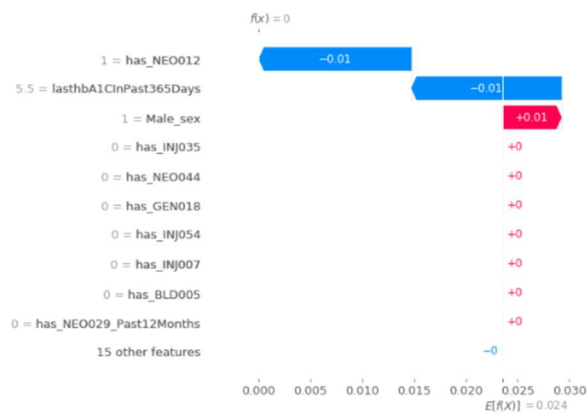 f(x) = 0
1 = has_NEO012 −0.01
5.5 = lasthbA1CInPast365Days −0.01
1 = Male_sex +0.01
0 = has_INJ035 +0
0 = has_NEO044 +0
0 = has_GEN018 +0
0 = has_INJ054 +0
0 = has_INJ007 +0
0 = has_BLD005 +0
0 = has_NEO029_Past12Months +0
15 other features −0
0.000 0.005 0.010 0.015 0.020 0.025 0.030
E[f(X)] = 0.024